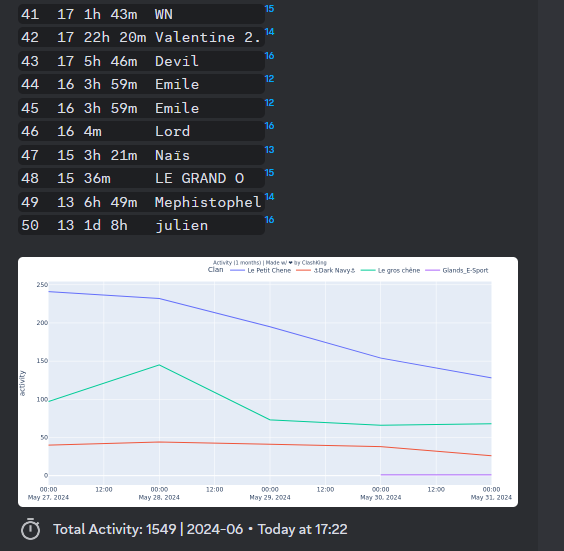 41 17 1h 43m WN 15
42 17 22h 20m Valentine 2. 14
43 17 5h 46m Devil 16
44 16 3h 59m Emile 12
45 16 3h 59m Emile 12
46 16 4m Lord 16
47 15 3h 21m Naïs 13
48 15 36m LE GRAND O 15
49 13 6h 49m Mephistophel 14
50 13 1d 8h julien 16
Activity (1 months) | Made w/ ❤ by ClashKing
Clan Le Petit Chene ⚓Dark Navy⚓ Le gros chêne Glands_E-Sport
250
200
150
100
50
0
activity
00:00 12:00 00:00 12:00 00:00 12:00 00:00 12:00 00:00
May 27, 2024 May 28, 2024 May 29, 2024 May 30, 2024 May 31, 2024
Total Activity: 1549 | 2024-06 • Today at 17:22